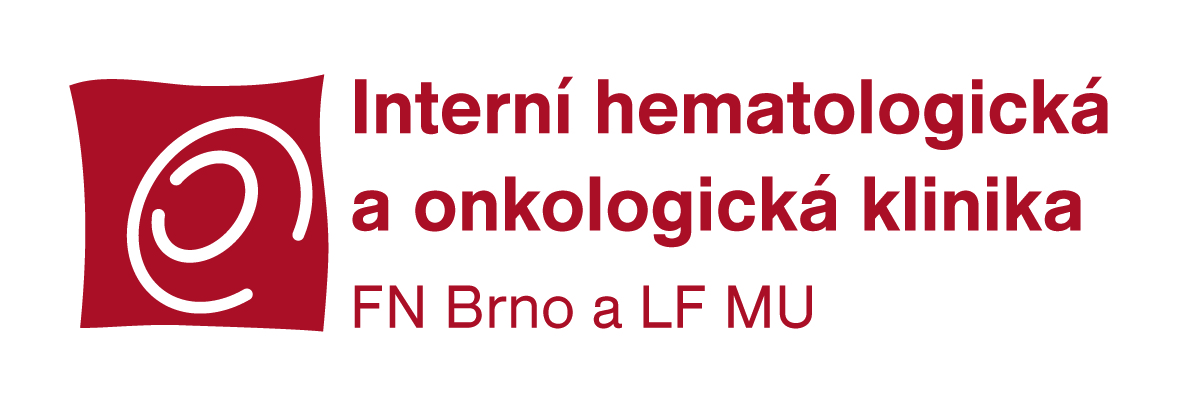 Interní hematologická
a onkologická klinika
FN Brno a LF MU